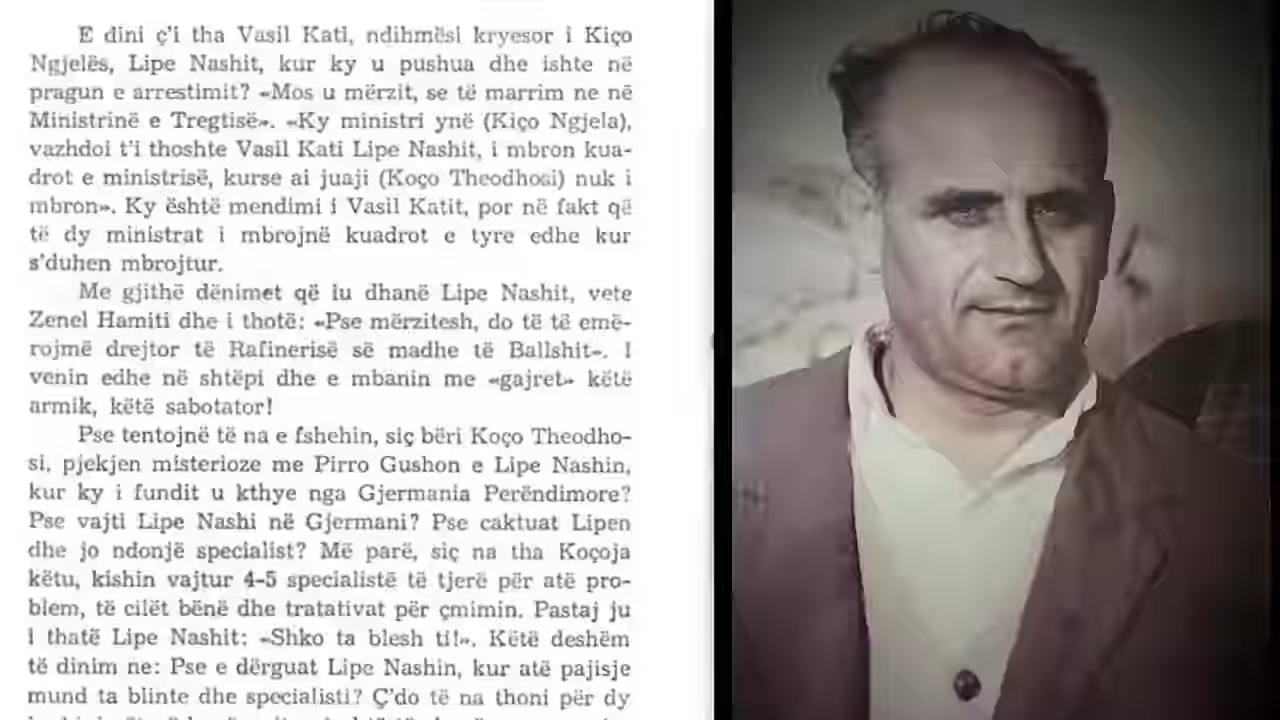 E dini ç'i tha Vasil Kati, ndihmësi kryesor i Kiço
Ngjelës, Lipe Nashit, kur ky u pushua dhe ishte në
pragun e arrestimit? «Mos u mërzit, se të marrim ne në
Ministrinë e Tregtisë». «Ky ministri ynë (Kiço Ngjela),
vazhdoi t'i thoshte Vasil Kati Lipe Nashit, i mbron kua-
drot e ministrisë, kurse ai juaji (Koço Theodhosi) nuk i
mbron». Ky është mendimi i Vasil Katit, por në fakt që
të dy ministrat i mbrojnë kuadrot e tyre edhe kur
s'duhen mbrojtur.
Me gjithë dënimet që iu dhanë Lipe Nashit, vete
Zenel Hamiti dhe i thotë: «Pse mërzitesh, do të të emë-
rojmë drejtor të Rafinerisë së madhe të Ballshit». I
venin edhe në shtëpi dhe e mbanin me «gajret» këtë
armik, këtë sabotator!
Pse tentojnë të na e fshehin, siç bëri Koço Theodho-
si, pjekjen misterioze me Pirro Gushon e Lipe Nashin,
kur ky i fundit u kthye nga Gjermania Perëndimore?
Pse vajti Lipe Nashi në Gjermani? Pse caktuat Lipen
dhe jo ndonjë specialist? Më parë, siç na tha Koçoja
këtu, kishin vajtur 4-5 specialistë të tjerë për atë pro-
blem, të cilët bënë dhe tratativat për çmimin. Pastaj ju
i thatë Lipe Nashit: «Shko ta blesh ti!». Këtë deshëm
të dinim ne: Pse e dërguat Lipe Nashin, kur atë pajisje
mund ta blinte dhe specialisti? Ç'do të na thoni për dy